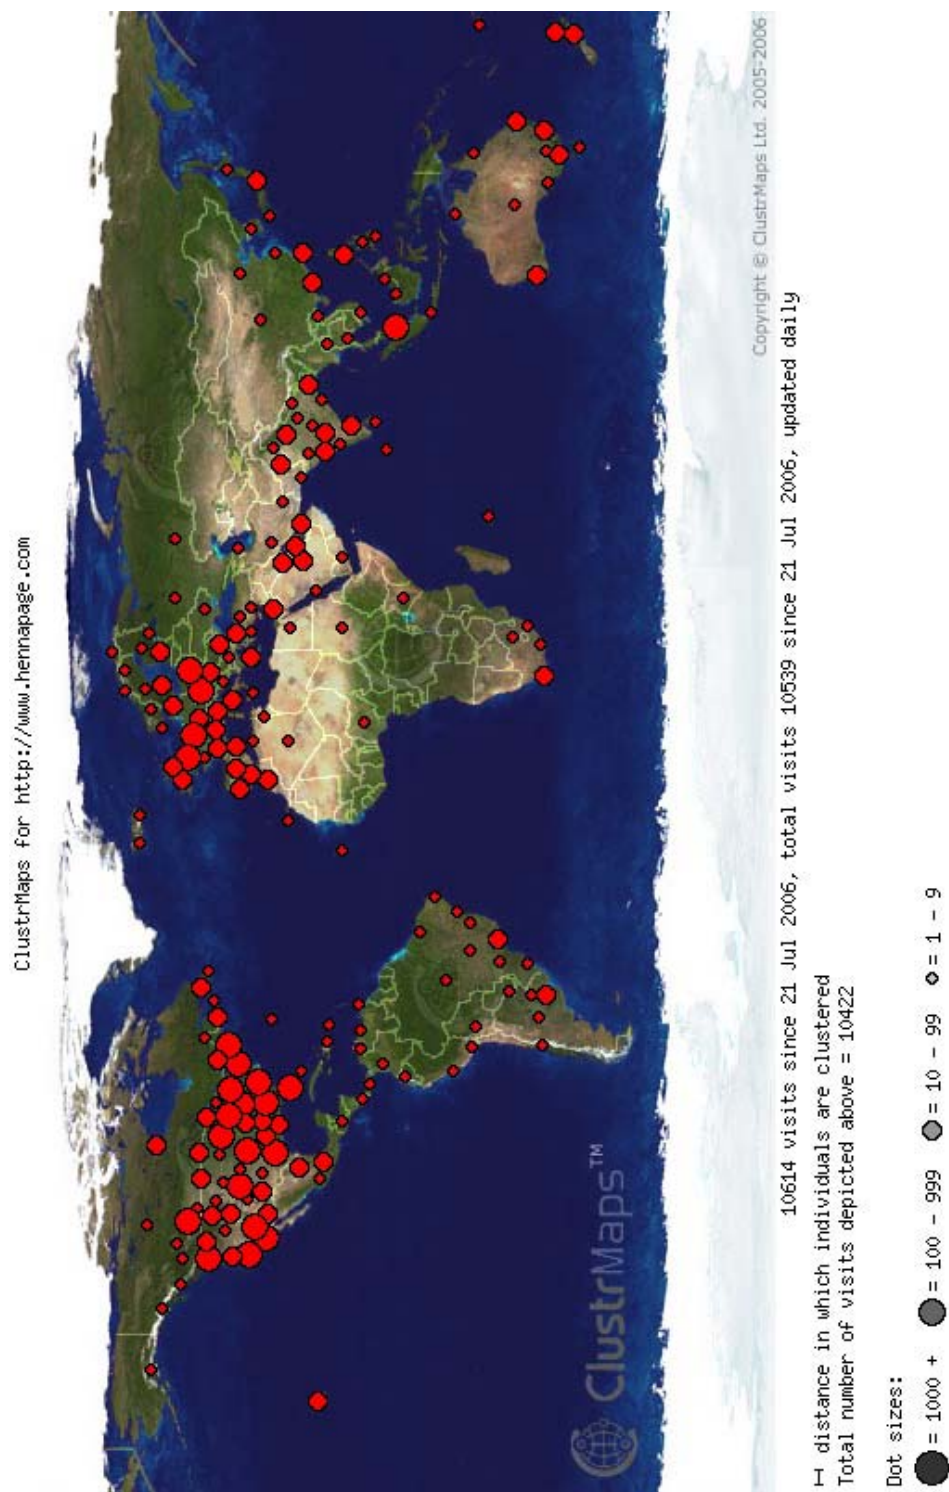 ClustrMaps for http://www.hennapage.com
Copyright © ClustrMaps Ltd. 2005-2006
ClustrMaps™
10614 visits since 21 Jul 2006, total visits 10539 since 21 Jul 2006, updated daily
distance in which individuals are clustered
Total number of visits depicted above = 10422
Dot sizes:
= 1000 + = 100 - 999 = 10 - 99 = 1 - 9